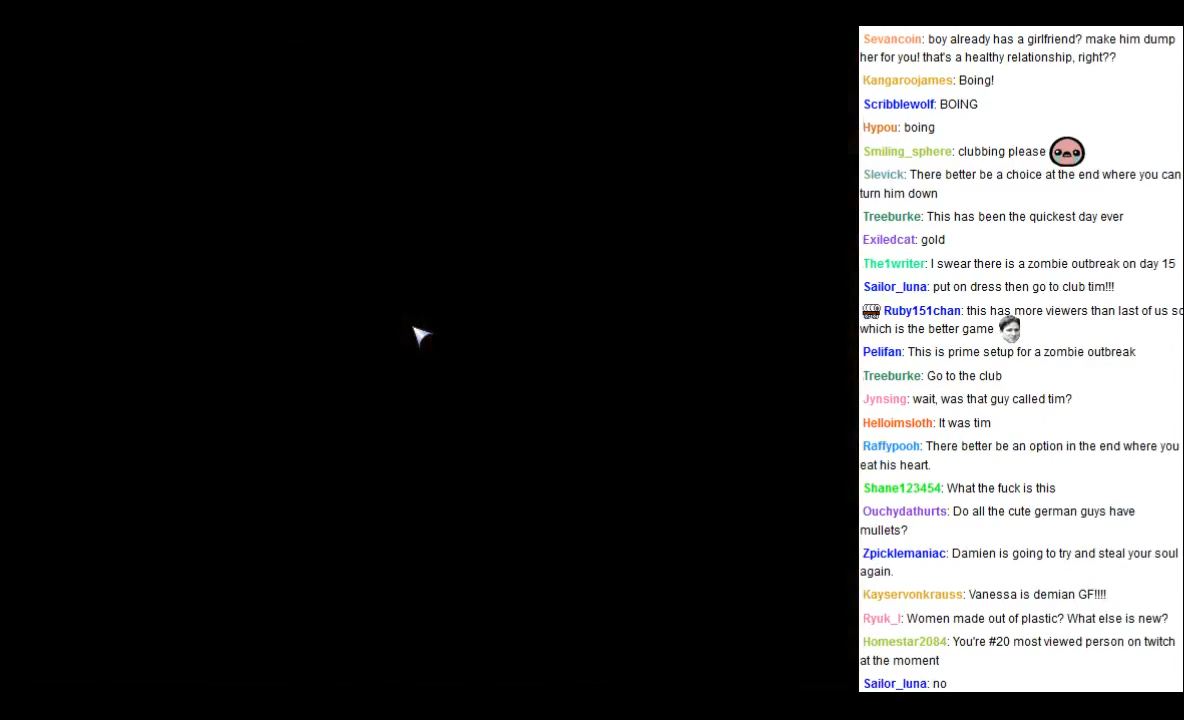 Sevancoin: boy already has a girlfriend? make him dump
her for you! that's a healthy relationship, right??
Kangaroojames: Boing!
Scribblewolf: BOING
Hypou: boing
Smiling_sphere: clubbing please
Slevick: There better be a choice at the end where you can
turn him down
Treeburke: This has been the quickest day ever
Exiledcat: gold
The1writer: I swear there is a zombie outbreak on day 15
Sailor_luna: put on dress then go to club tim!!!
Ruby151chan: this has more viewers than last of us so
which is the better game
Pelifan: This is prime setup for a zombie outbreak
Treeburke: Go to the club
Jynsing: wait, was that guy called tim?
Helloimsloth: It was tim
Raffypooh: There better be an option in the end where you
eat his heart.
Shane123454: What the fuck is this
Ouchydathurts: Do all the cute german guys have
mullets?
Zpicklemaniac: Damien is going to try and steal your soul
again.
Kayservonkrauss: Vanessa is demian GF!!!!
Ryuk_l: Women made out of plastic? What else is new?
Homestar2084: You're #20 most viewed person on twitch
at the moment
Sailor_luna: no